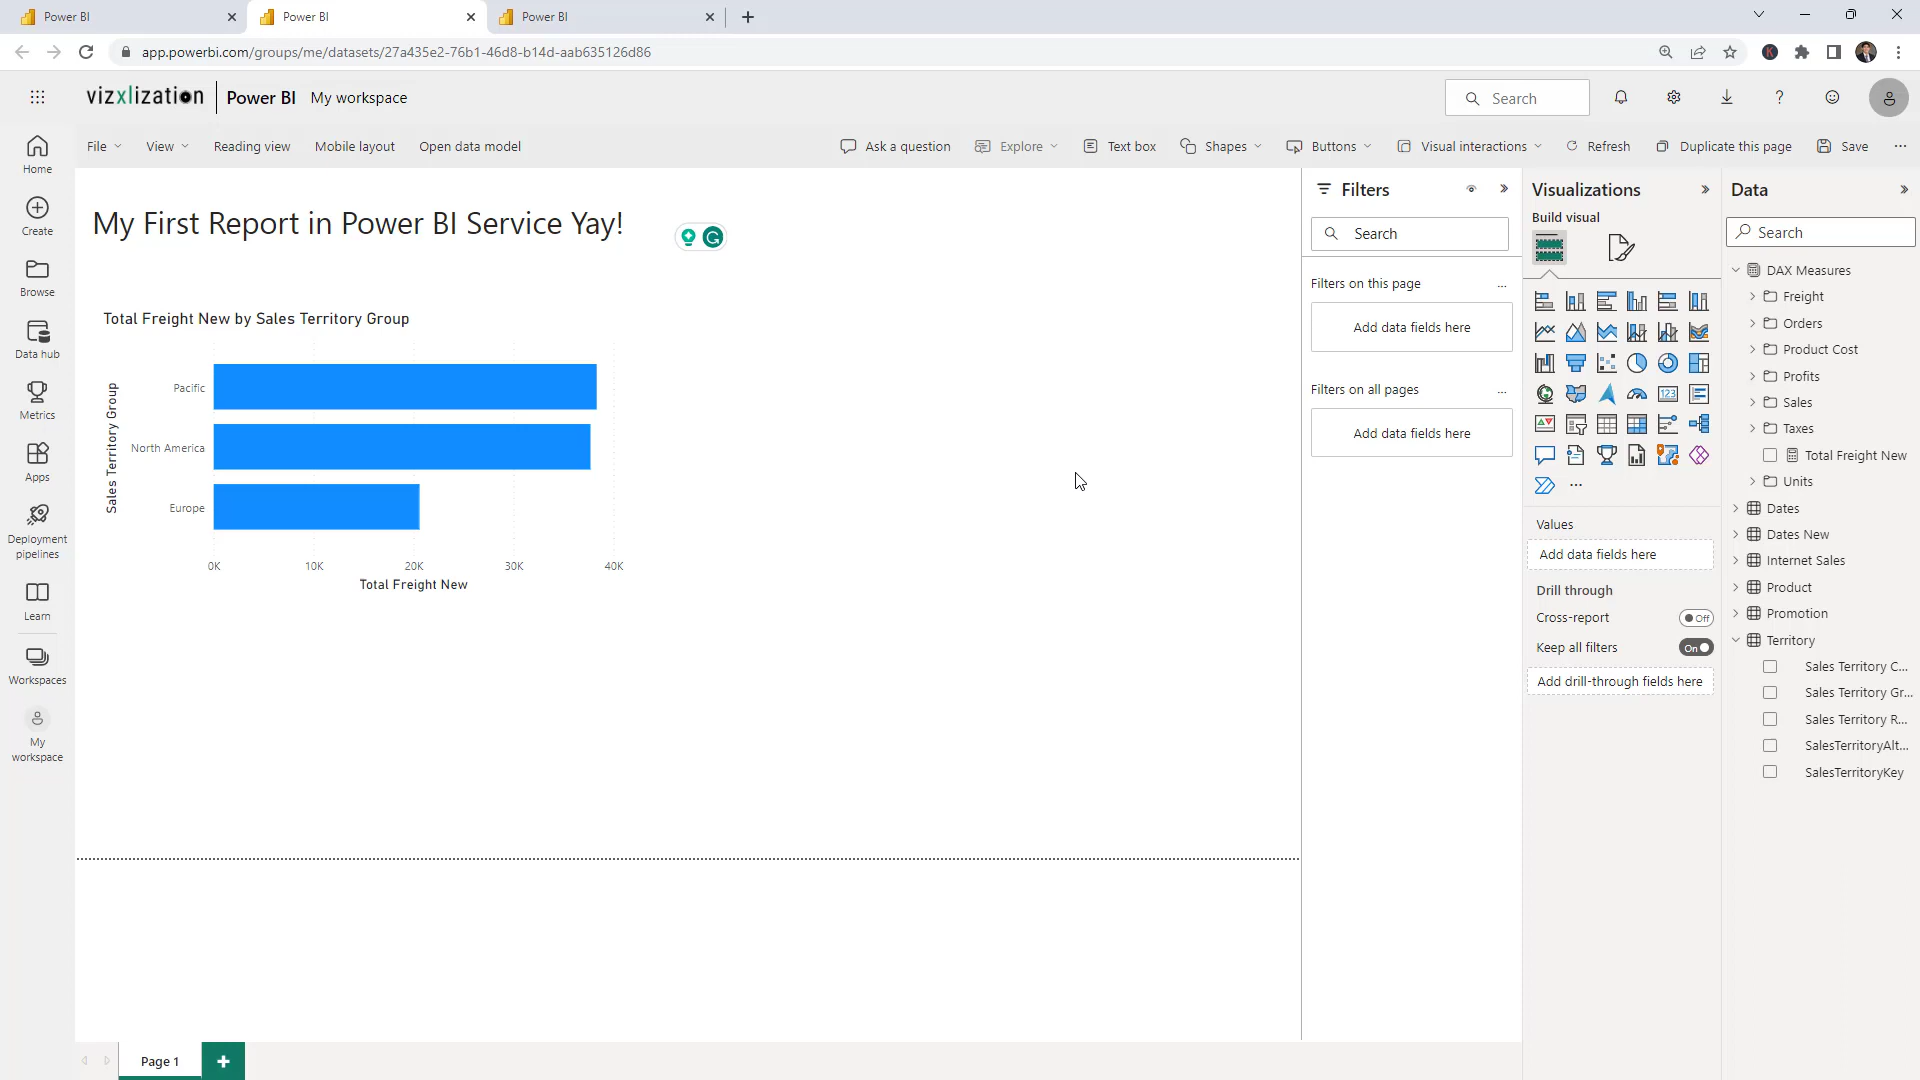 Power BI
Power BI
Power BI
app.powerbi.com/groups/me/datasets/27a435e2-76b1-46d8-b14d-aab635126d86
vizxlization
Power BI My workspace
Search
File View Reading view Mobile layout Open data model
Ask a question Explore Text box Shapes Buttons Visual interactions Refresh Duplicate this page Save
Home
Create
Browse
Data hub
Metrics
Apps
Deployment
pipelines
Learn
Workspaces
My
workspace
My First Report in Power BI Service Yay!
Total Freight New by Sales Territory Group
Sales Territory Group
Pacific
North America
Europe
0K 10K 20K 30K 40K
Total Freight New
Filters
Search
Filters on this page
Add data fields here
Filters on all pages
Add data fields here
Visualizations
Build visual
123
Values
Add data fields here
Drill through
Cross-report
Off
Keep all filters
On
Add drill-through fields here
Data
Search
DAX Measures
Freight
Orders
Product Cost
Profits
Sales
Taxes
Total Freight New
Units
Dates
Dates New
Internet Sales
Product
Promotion
Territory
Sales Territory C...
Sales Territory Gr...
Sales Territory R...
SalesTerritoryAlt...
SalesTerritoryKey
Page 1